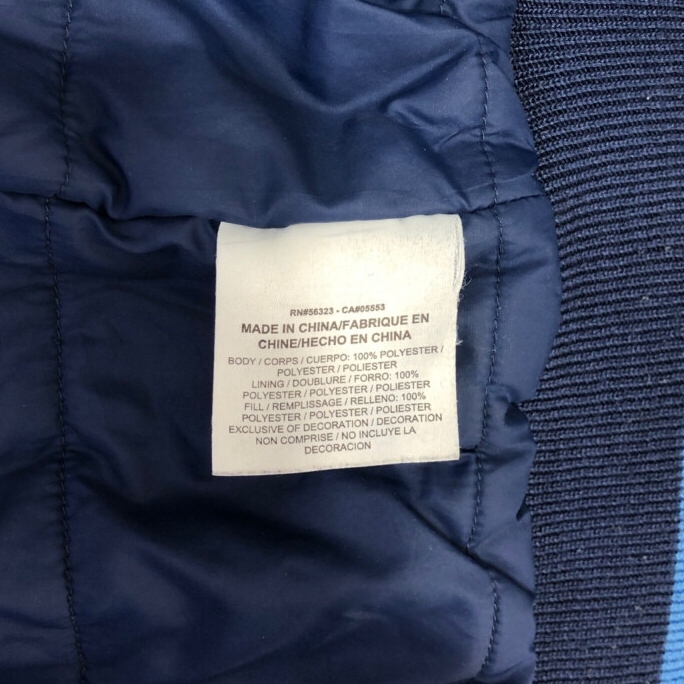 RN#56323 - CA#05553
MADE IN CHINA/FABRIQUE EN
CHINE/HECHO EN CHINA
BODY / CORPS / CUERPO: 100% POLYESTER /
POLYESTER / POLIESTER
LINING / DOUBLURE / FORRO: 100%
POLYESTER / POLYESTER / POLIESTER
FILL / REMPLISSAGE / RELLENO: 100%
POLYESTER / POLYESTER / POLIESTER
EXCLUSIVE OF DECORATION / DECORATION
NON COMPRISE / NO INCLUYE LA
DECORACION